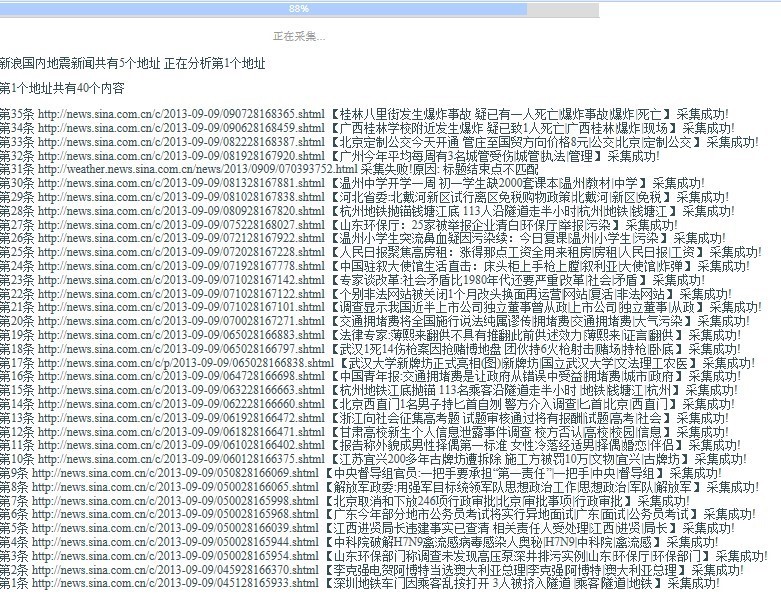 88%
正在采集...
新浪国内地震新闻共有5个地址 正在分析第1个地址
第1个地址共有40个内容
第35条 http://news.sina.com.cn/c/2013-09-09/090728168365.shtml 【桂林八里街发生爆炸事故 疑已有一人死亡|爆炸事故|爆炸|死亡】 采集成功!
第34条 http://news.sina.com.cn/c/2013-09-09/090628168459.shtml 【广西桂林学校附近发生爆炸 疑已致1人死亡|广西桂林|爆炸|现场】 采集成功!
第33条 http://news.sina.com.cn/c/2013-09-09/082228168387.shtml 【北京定制公交今天开通 管庄至国贸方向价格8元|公交|北京|定制公交】 采集成功!
第32条 http://news.sina.com.cn/c/2013-09-09/081928167920.shtml 【广州今年平均每周有3名城管受伤|城管执法|管理】 采集成功!
第31条 http://weather.news.sina.com.cn/news/2013/0909/070393752.html 采集失败!原因: 标题结束点不匹配
第30条 http://news.sina.com.cn/c/2013-09-09/081328167881.shtml 【温州中学开学一周 初一学生缺2000套课本|温州|教材|中学】 采集成功!
第29条 http://news.sina.com.cn/c/2013-09-09/081028167838.shtml 【河北省委:北戴河新区试行离区免税购物政策|北戴河|新区|免税】 采集成功!
第28条 http://news.sina.com.cn/c/2013-09-09/080928167820.shtml 【杭州地铁抛锚钱塘江底 113人沿隧道走半小时|杭州|地铁|钱塘江】 采集成功!
第27条 http://news.sina.com.cn/c/2013-09-09/075228168027.shtml 【山东环保厅：25家被举报企业清白|环保厅|举报|污染】 采集成功!
第26条 http://news.sina.com.cn/c/2013-09-09/072128167922.shtml 【温州小学生突流鼻血疑因污染续：今日复课|温州|小学生|污染】 采集成功!
第25条 http://news.sina.com.cn/c/2013-09-09/072028167228.shtml 【人民日报聚焦高房租：涨得那点工资全用来租房|房租|人民日报|工资】 采集成功!
第24条 http://news.sina.com.cn/c/2013-09-09/071928167778.shtml 【中国驻叙大使馆生活直击：床头柜上手枪上膛|叙利亚|大使馆|炸弹】 采集成功!
第23条 http://news.sina.com.cn/c/2013-09-09/071028167142.shtml 【专家谈改革:社会矛盾比1980年代还要严重|改革|社会|矛盾】 采集成功!
第22条 http://news.sina.com.cn/c/2013-09-09/071028167122.shtml 【个别非法网站被关闭1个月改头换面再运营|网站|复活|非法网站】 采集成功!
第21条 http://news.sina.com.cn/c/2013-09-09/071028167101.shtml 【调查显示我国近半上市公司独立董事曾从政|上市公司|独立董事|从政】 采集成功!
第20条 http://news.sina.com.cn/c/2013-09-09/070028167271.shtml 【交通拥堵费将全国施行说法纯属谬传|拥堵费|交通拥堵费|大气污染】 采集成功!
第19条 http://news.sina.com.cn/c/2013-09-09/065028166883.shtml 【法律专家:薄熙来翻供不具有推翻此前供述效力|薄熙来|证言|翻供】 采集成功!
第18条 http://news.sina.com.cn/c/2013-09-09/065028166797.shtml 【武汉1死14伤枪案因抢赌博地盘 团伙持6火枪射击|赌场|特枪|卧底】 采集成功!
第17条 http://news.sina.com.cn/c/p/2013-09-09/065028166838.shtml 【武汉大学新牌坊正式亮相(图)|新牌坊|国立武汉大学|文法理工农医】 采集成功!
第16条 http://news.sina.com.cn/c/2013-09-09/064728166698.shtml 【中国青年报:交通拥堵费是让政府从错误中受益|拥堵费|城市|政府】 采集成功!
第15条 http://news.sina.com.cn/c/2013-09-09/063228166663.shtml 【杭州地铁江底抛锚 113名乘客沿隧道走半小时|地铁|钱塘江|杭州】 采集成功!
第14条 http://news.sina.com.cn/c/2013-09-09/062228166660.shtml 【北京西直门1名男子持匕首自刎 警方介入调查|匕首|北京|西直门】 采集成功!
第13条 http://news.sina.com.cn/c/2013-09-09/061928166472.shtml 【浙江向社会征集高考题 试题审核通过将有报酬|试题|高考|社会】 采集成功!
第12条 http://news.sina.com.cn/c/2013-09-09/061828166471.shtml 【甘肃高校新生个人信息泄露事件调查 校方否认|高校|校园|信息】 采集成功!
第11条 http://news.sina.com.cn/c/2013-09-09/061028166402.shtml 【报告称外貌成男性择偶第一标准 女性冷落经适男|择偶|婚恋|伴侣】 采集成功!
第10条 http://news.sina.com.cn/c/2013-09-09/060128166375.shtml 【江苏宜兴200多年古牌坊遭拆除 施工方被罚10万|文物|宜兴|古牌坊】 采集成功!
第9条 http://news.sina.com.cn/c/2013-09-09/050828166069.shtml 【中央督导组官员:一把手要承担“第一责任”|一把手|中央|督导组】 采集成功!
第8条 http://news.sina.com.cn/c/2013-09-09/050028166065.shtml 【解放军政委:用强军目标统领军队思想政治工作|思想政治|军队|解放军】 采集成功!
第7条 http://news.sina.com.cn/c/2013-09-09/050028165998.shtml 【北京取消和下放246项行政审批|北京|审批事项|行政审批】 采集成功!
第6条 http://news.sina.com.cn/c/2013-09-09/050028165968.shtml 【广东今年部分地市公务员考试将实行异地面试|广东|面试|公务员考试】 采集成功!
第5条 http://news.sina.com.cn/c/2013-09-09/050028166039.shtml 【江西进贤局长违建事实已查清 相关责任人受处理|江西|进贤|局长】 采集成功!
第4条 http://news.sina.com.cn/c/2013-09-09/050028165944.shtml 【中科院破解H7N9禽流感病毒感染人奥秘|H7N9|中科院|禽流感】 采集成功!
第3条 http://news.sina.com.cn/c/2013-09-09/050028165954.shtml 【山东环保部门称调查未发现高压泵深井排污实例|山东|环保厅|环保部门】 采集成功!
第2条 http://news.sina.com.cn/c/2013-09-09/045928166370.shtml 【李克强电贺阿博特当选澳大利亚总理|李克强|阿博特|澳大利亚总理】 采集成功!
第1条 http://news.sina.com.cn/c/2013-09-09/045128165933.shtml 【深圳地铁车门因乘客乱按打开 3人被挤入隧道|乘客|隧道|地铁】 采集成功!